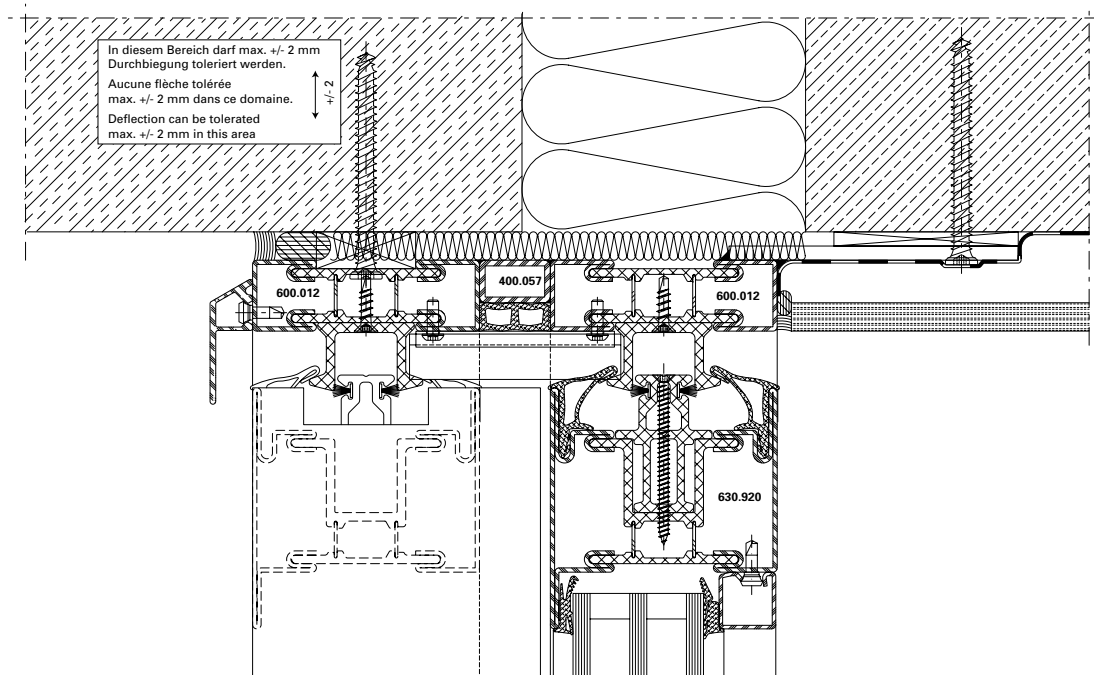 In diesem Bereich darf max. +/- 2 mm
Durchbiegung toleriert werden.
Aucune flèche tolérée
max. +/- 2 mm dans ce domaine.
Deflection can be tolerated
max. +/- 2 mm in this area
+/- 2
600.012
400.057
600.012
630.920